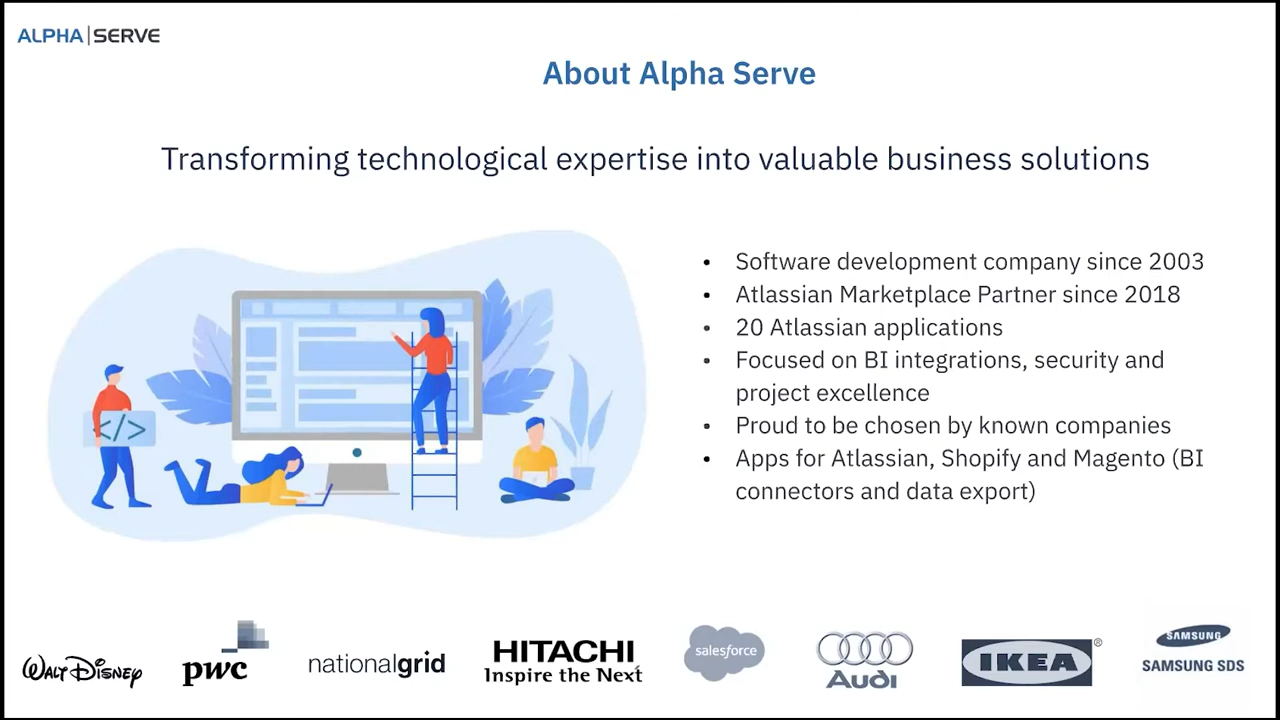 ALPHA|SERVE
About Alpha Serve
Transforming technological expertise into valuable business solutions
</>
• Software development company since 2003
• Atlassian Marketplace Partner since 2018
• 20 Atlassian applications
• Focused on BI integrations, security and
project excellence
• Proud to be chosen by known companies
• Apps for Atlassian, Shopify and Magento (BI
connectors and data export)
WALT DISNEY
pwc
nationalgrid
HITACHI
Inspire the Next
salesforce
Audi
IKEA®
SAMSUNG
SAMSUNG SDS